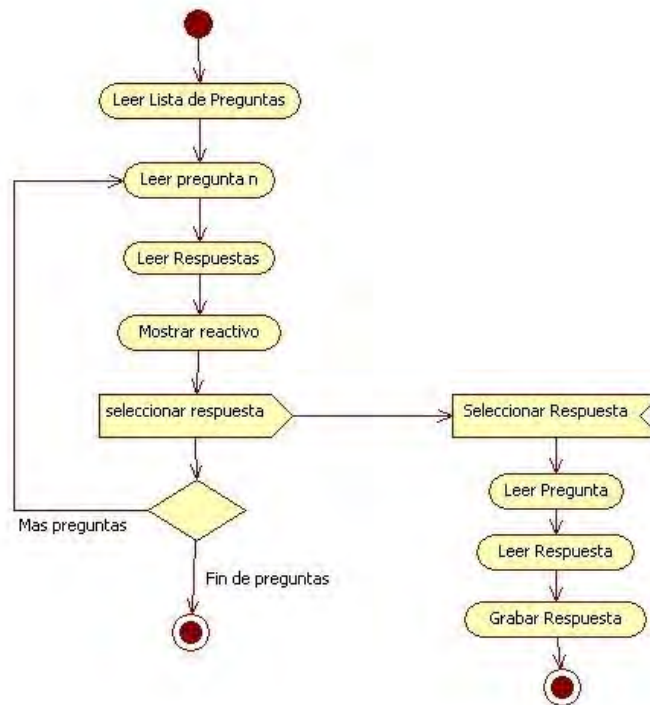 Leer Lista de Preguntas
Leer pregunta n
Leer Respuestas
Mostrar reactivo
seleccionar respuesta
Mas preguntas
Fin de preguntas
Seleccionar Respuesta
Leer Pregunta
Leer Respuesta
Grabar Respuesta